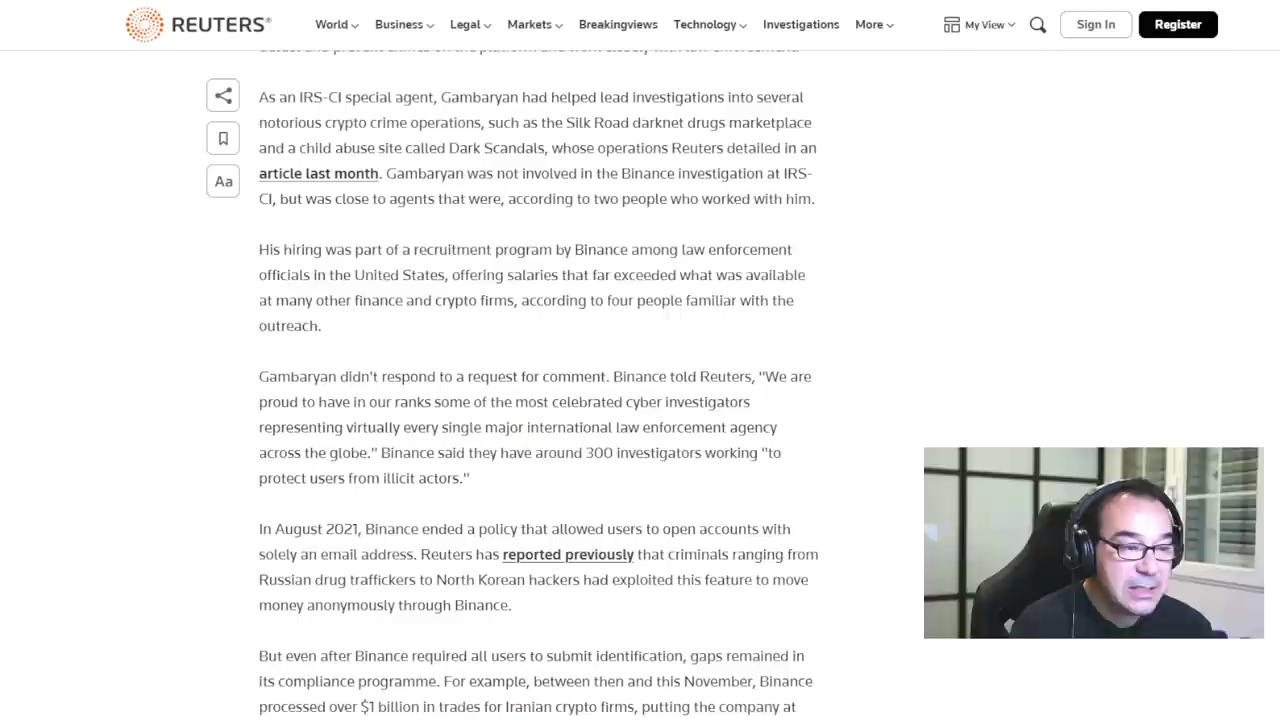 REUTERS®
World
Business
Legal
Markets
Breakingviews
Technology
Investigations
More
My View
Sign In
Register
As an IRS-CI special agent, Gambaryan had helped lead investigations into several
notorious crypto crime operations, such as the Silk Road darknet drugs marketplace
and a child abuse site called Dark Scandals, whose operations Reuters detailed in an
article last month. Gambaryan was not involved in the Binance investigation at IRS-
CI, but was close to agents that were, according to two people who worked with him.
His hiring was part of a recruitment program by Binance among law enforcement
officials in the United States, offering salaries that far exceeded what was available
at many other finance and crypto firms, according to four people familiar with the
outreach.
Gambaryan didn't respond to a request for comment. Binance told Reuters, "We are
proud to have in our ranks some of the most celebrated cyber investigators
representing virtually every single major international law enforcement agency
across the globe." Binance said they have around 300 investigators working "to
protect users from illicit actors."
In August 2021, Binance ended a policy that allowed users to open accounts with
solely an email address. Reuters has reported previously that criminals ranging from
Russian drug traffickers to North Korean hackers had exploited this feature to move
money anonymously through Binance.
But even after Binance required all users to submit identification, gaps remained in
its compliance programme. For example, between then and this November, Binance
processed over $1 billion in trades for Iranian crypto firms, putting the company at
Aa